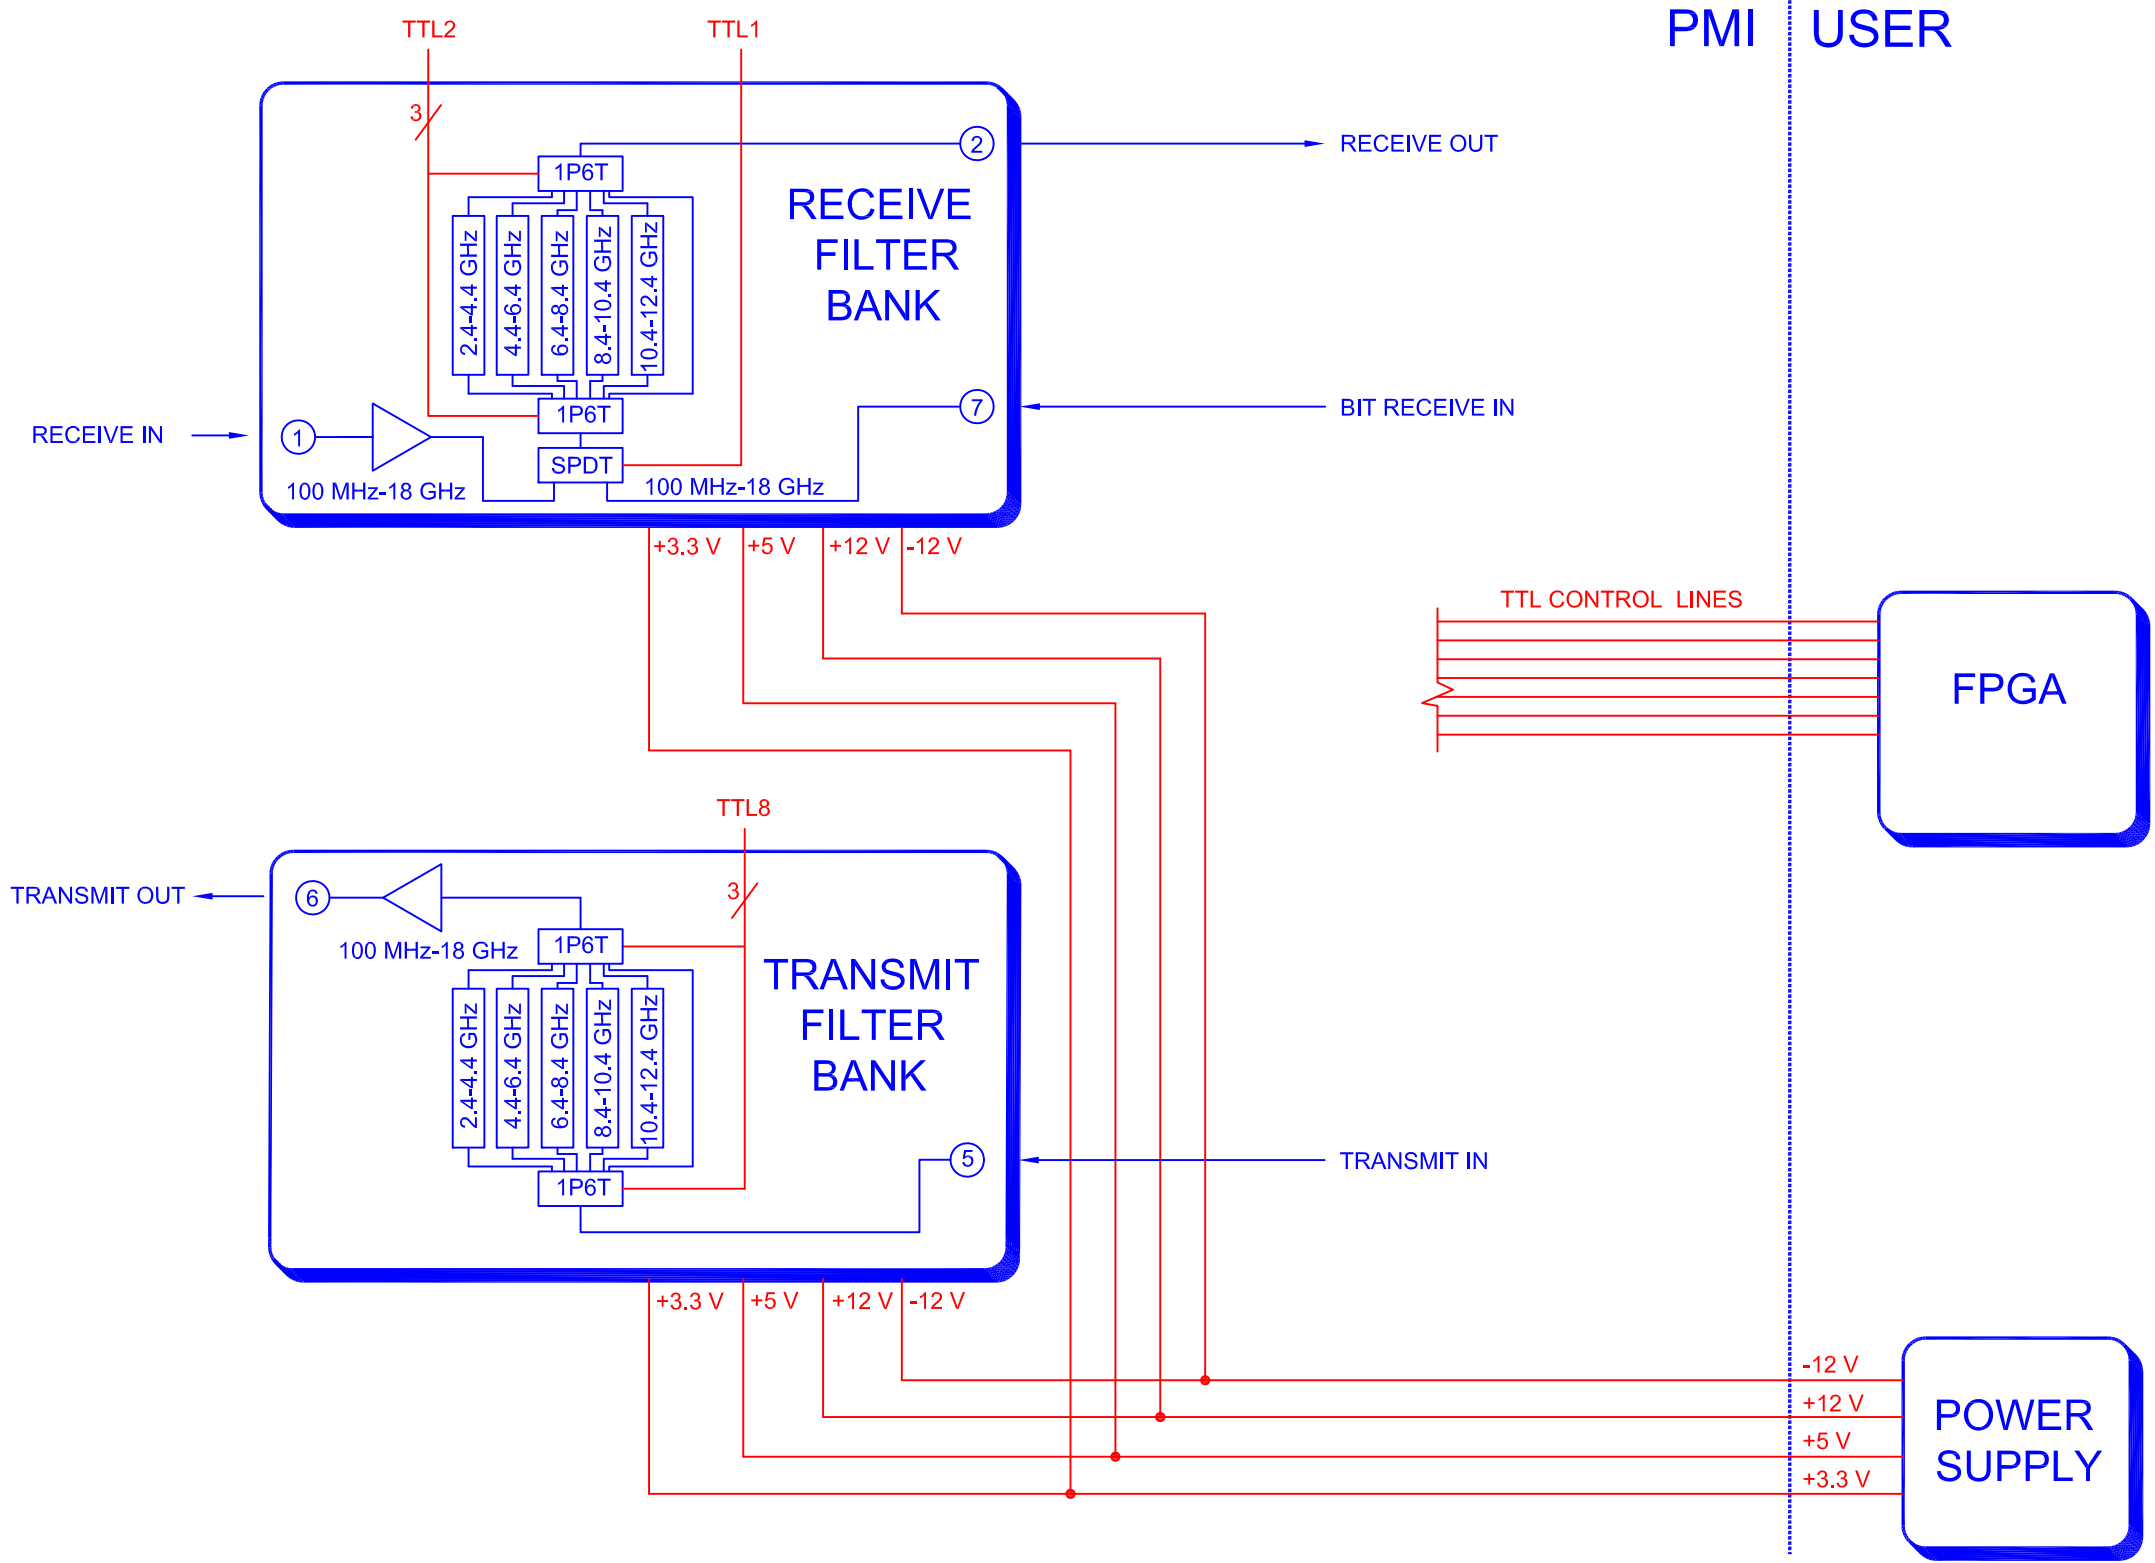 PMI USER
TTL2 TTL1
3
2
RECEIVE OUT
1P6T
RECEIVE
FILTER
BANK
2.4-4.4 GHz
4.4-6.4 GHz
6.4-8.4 GHz
8.4-10.4 GHz
10.4-12.4 GHz
1P6T
7
BIT RECEIVE IN
RECEIVE IN
1
SPDT
100 MHz-18 GHz
100 MHz-18 GHz
+3.3 V +5 V +12 V -12 V
TTL CONTROL LINES
FPGA
TTL8
3
TRANSMIT OUT
6
100 MHz-18 GHz
1P6T
TRANSMIT
FILTER
BANK
2.4-4.4 GHz
4.4-6.4 GHz
6.4-8.4 GHz
8.4-10.4 GHz
10.4-12.4 GHz
1P6T
5
TRANSMIT IN
+3.3 V +5 V +12 V -12 V
-12 V
+12 V
+5 V
+3.3 V
POWER
SUPPLY